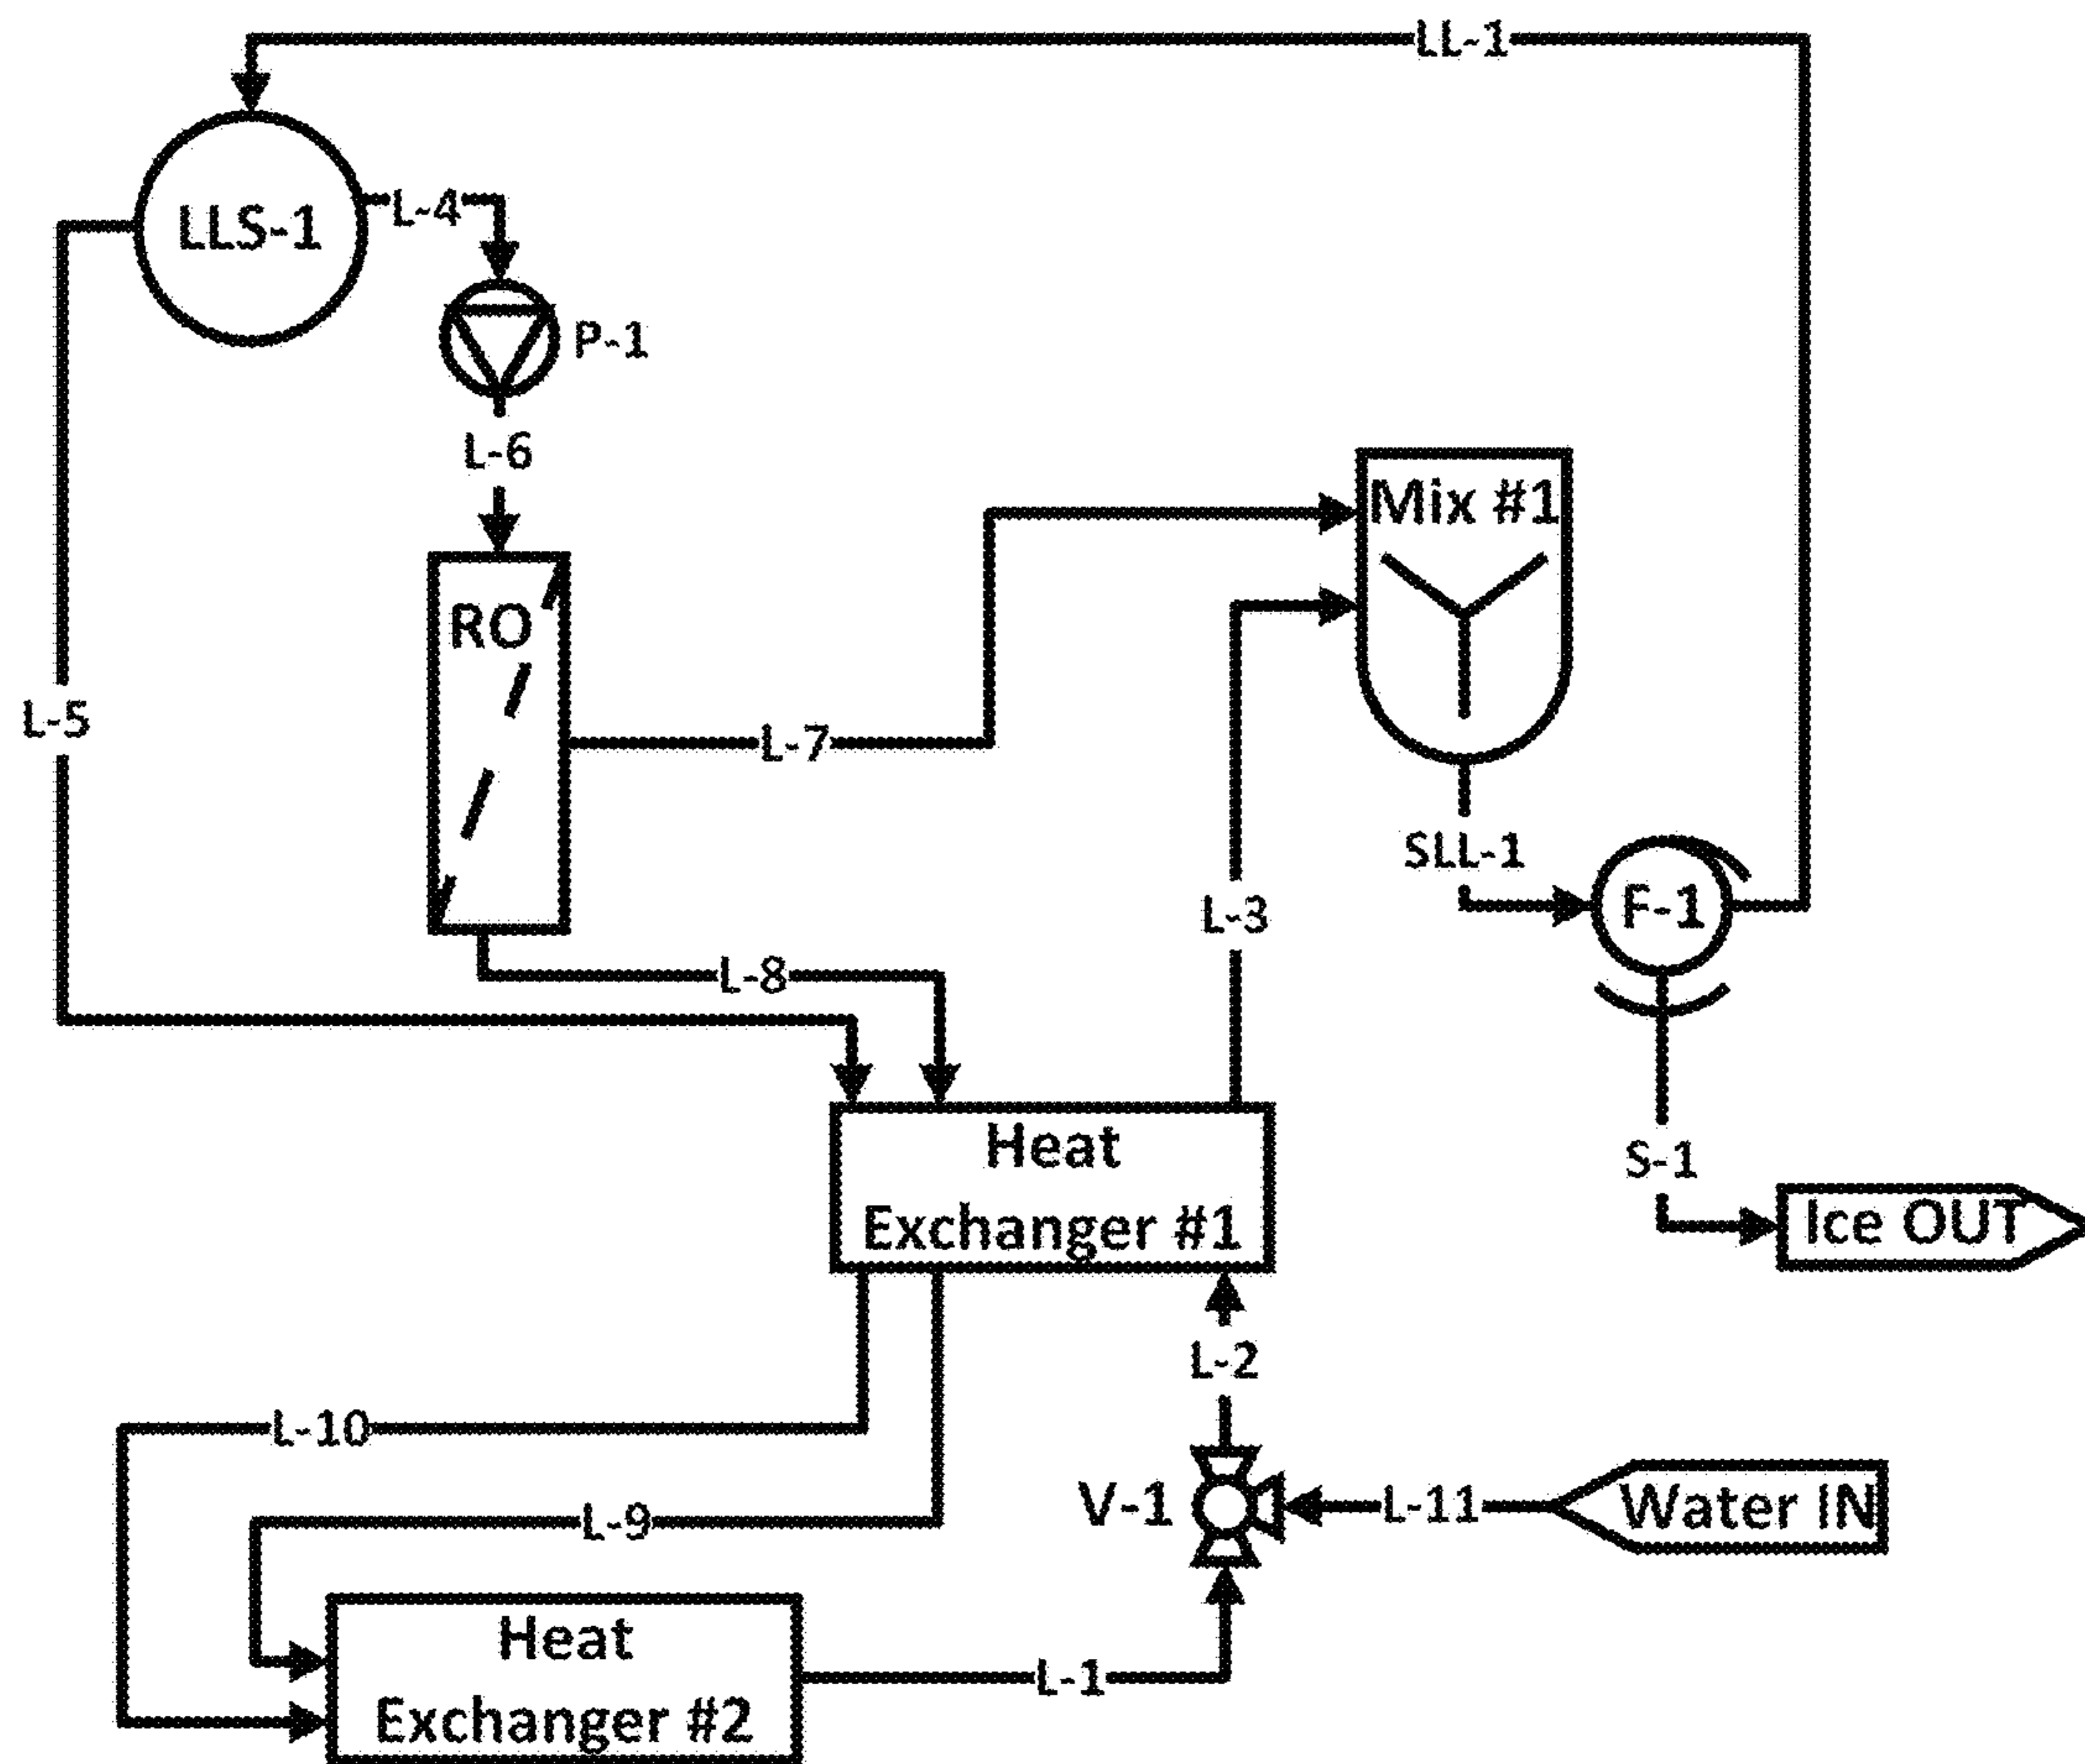 LL-1
LLS-1
L-4
P-1
L-6
Mix #1
RO
L-5
L-7
SLL-1
F-1
L-3
L-8
Heat
Exchanger #1
S-1
Ice OUT
L-2
L-10
V-1
L-11
Water IN
L-9
Heat
Exchanger #2
L-1